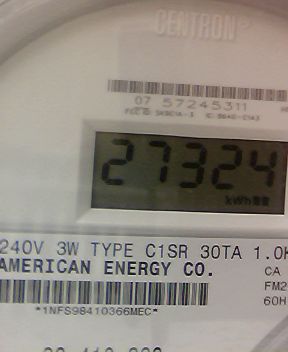 CENTRON®
07 57245311
27324
kWh
240V 3W TYPE C1SR 30TA 1.0K
AMERICAN ENERGY CO.
CA
FM2
60H
*1NFS98410366MEC*